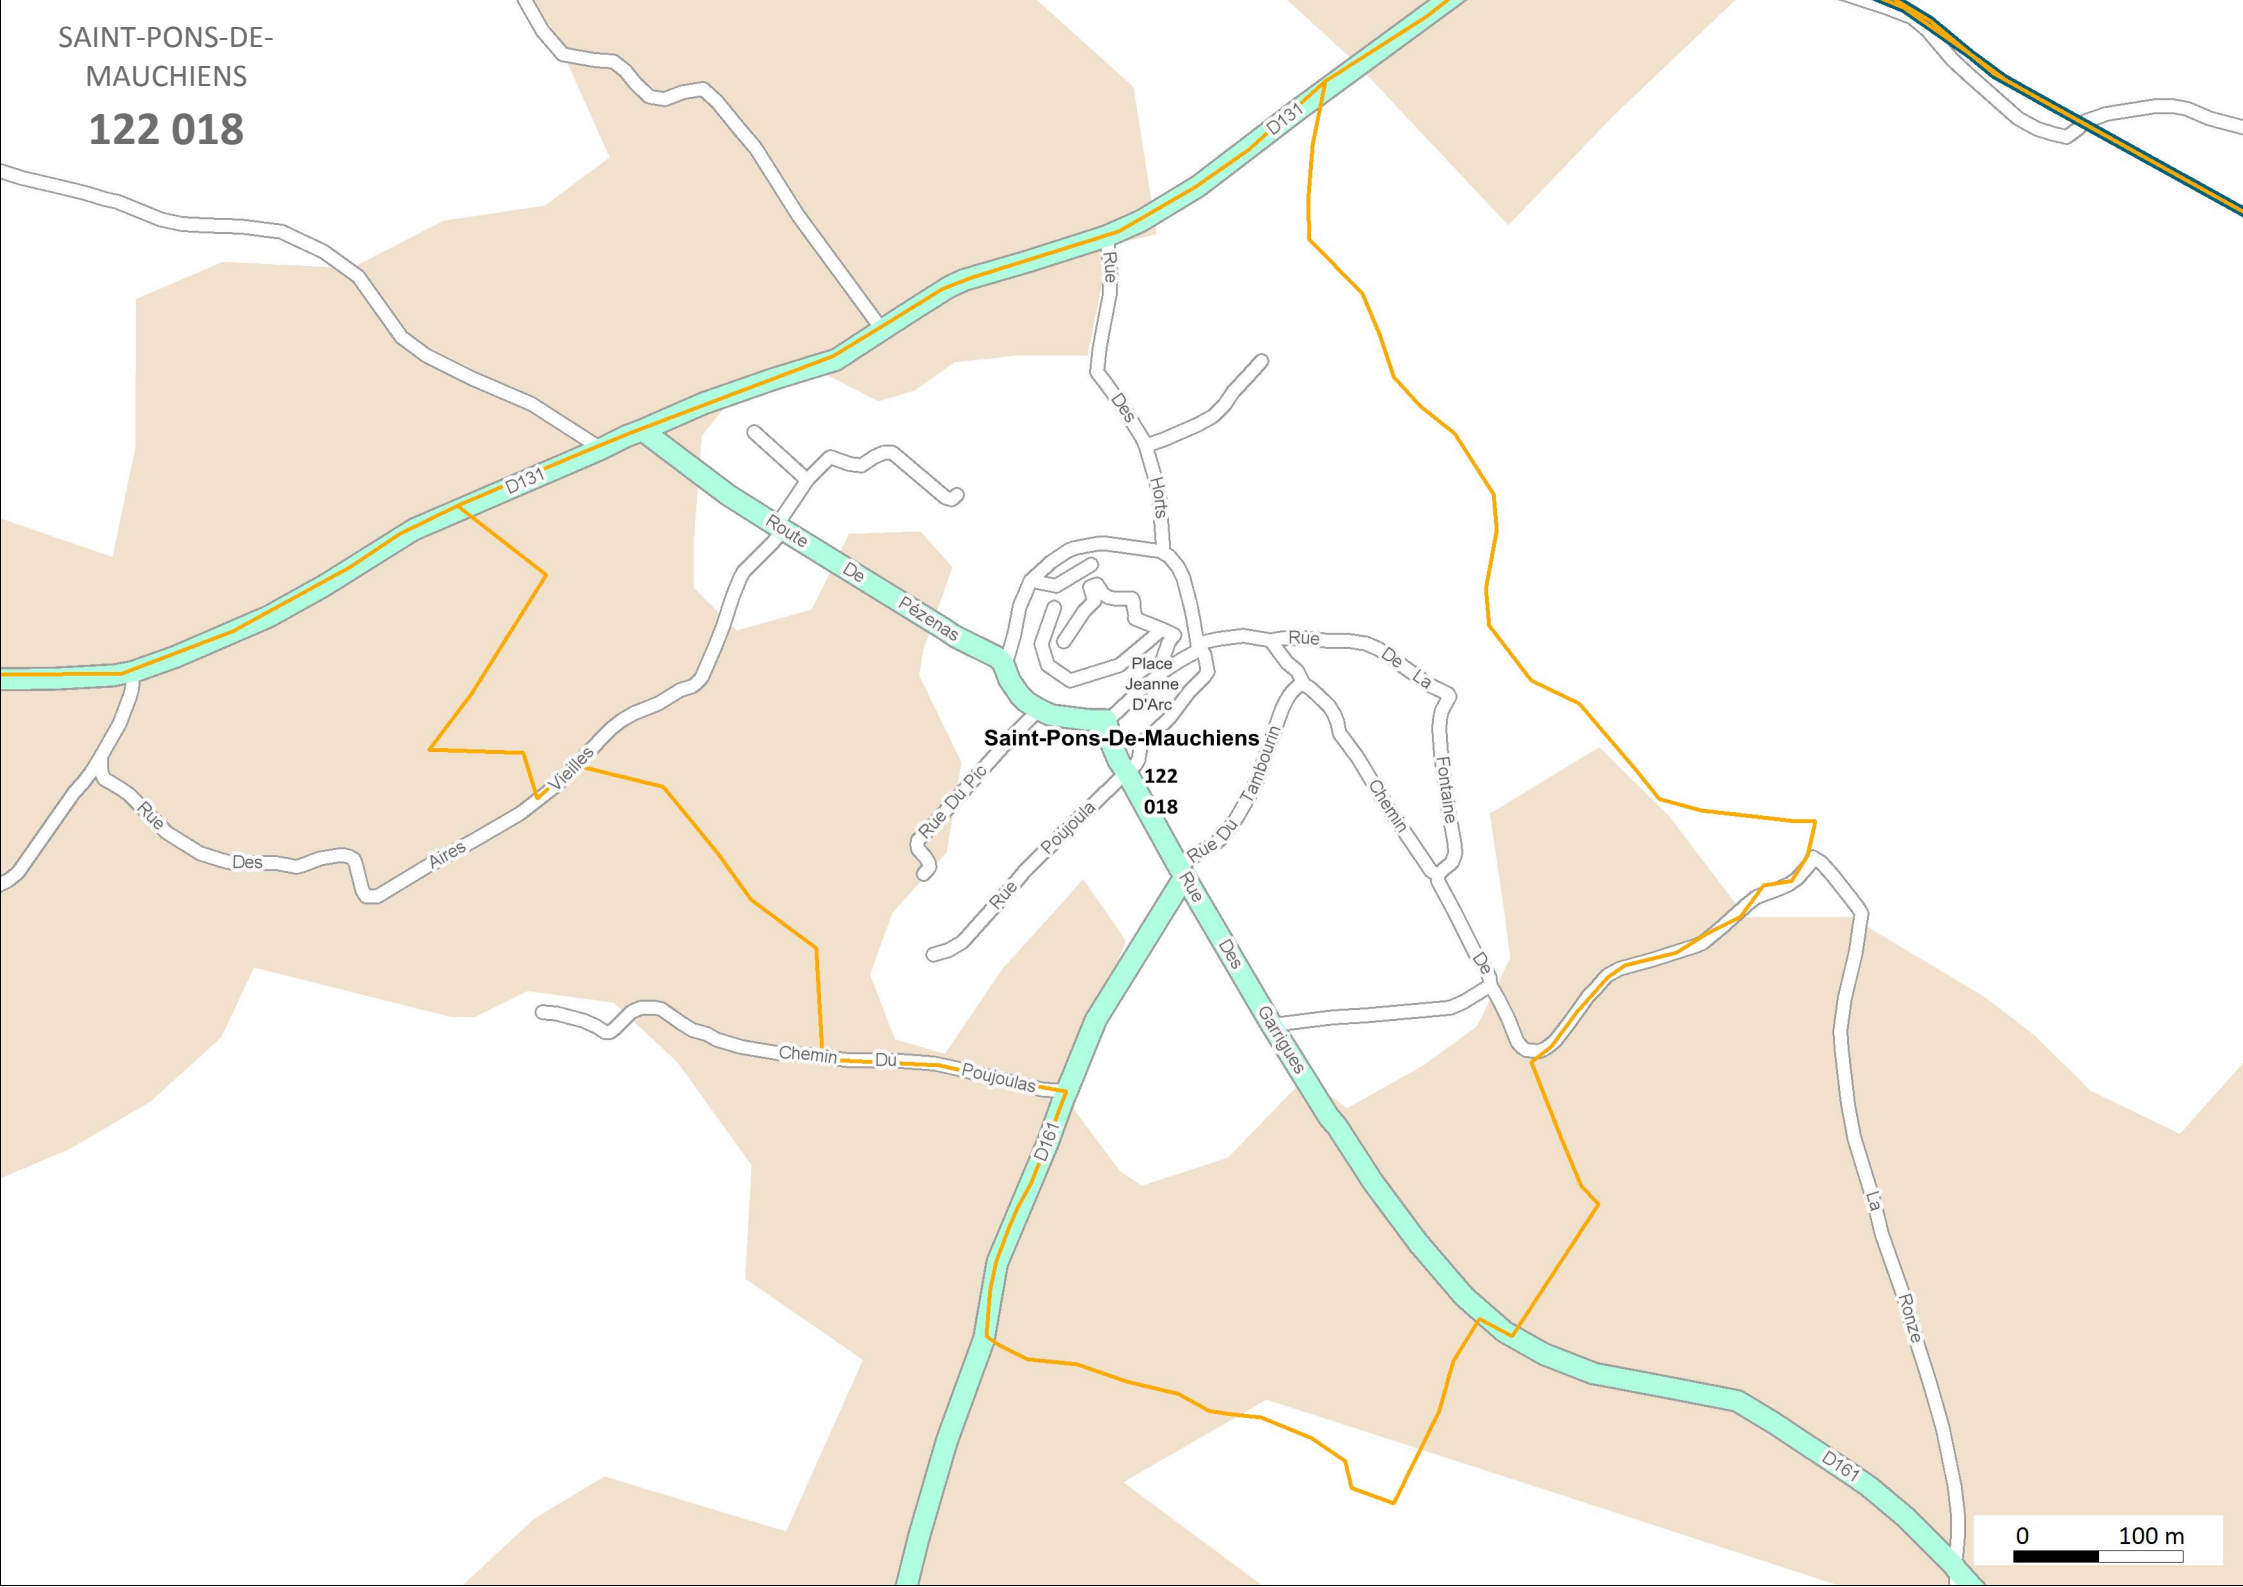 SAINT-PONS-DE-
MAUCHIENS
122 018
D131
Rue
Des
Horts
D131
Route
De
Pézenas
Rue
De
La
Fontaine
Place
Jeanne
D'Arc
Saint-Pons-De-Mauchiens
122
018
Vieilles
Rue
Des
Aires
Rue Du Pic
Rue
Poujoula
Rue Du
Tambourin
Chemin
De
La
Ronze
Rue
Des
Garrigues
Chemin
Du
Poujoulas
D161
D161
0
100 m